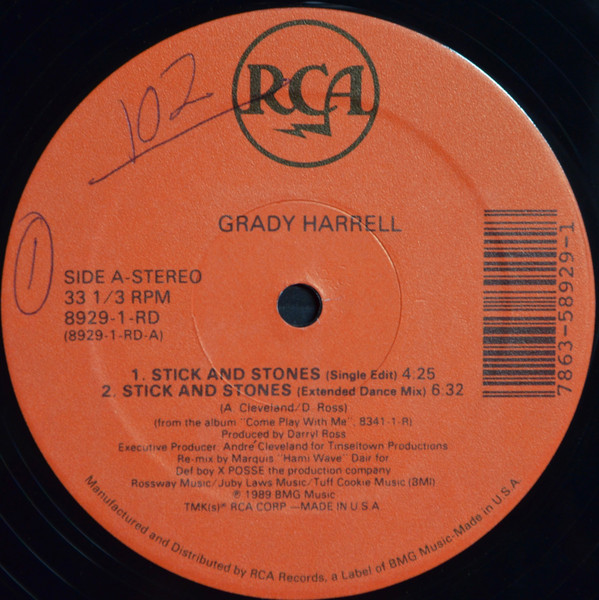 102
RCA
GRADY HARRELL
1
SIDE A-STEREO
33 1/3 RPM
8929-1-RD
(8929-1-RD-A)
7863-58929-1
1. STICK AND STONES (Single Edit) 4:25
2. STICK AND STONES (Extended Dance Mix) 6:32
(A. Cleveland/D. Ross)
(from the album "Come Play With Me" 8341-1-R)
Produced by Darryl Ross
Executive Producer: Andre' Cleveland for Tinseltown Productions
Re-mix by Marquis "Hami Wave" Dair for
Def boy X POSSE the production company
Rossway Music/Juby Laws Music/Tuff Cookie Music (BMI)
℗ 1989 BMG Music
TMK(s)® RCA CORP —MADE IN U.S.A
Manufactured and Distributed by RCA Records, a Label of BMG Music-Made in U.S.A.